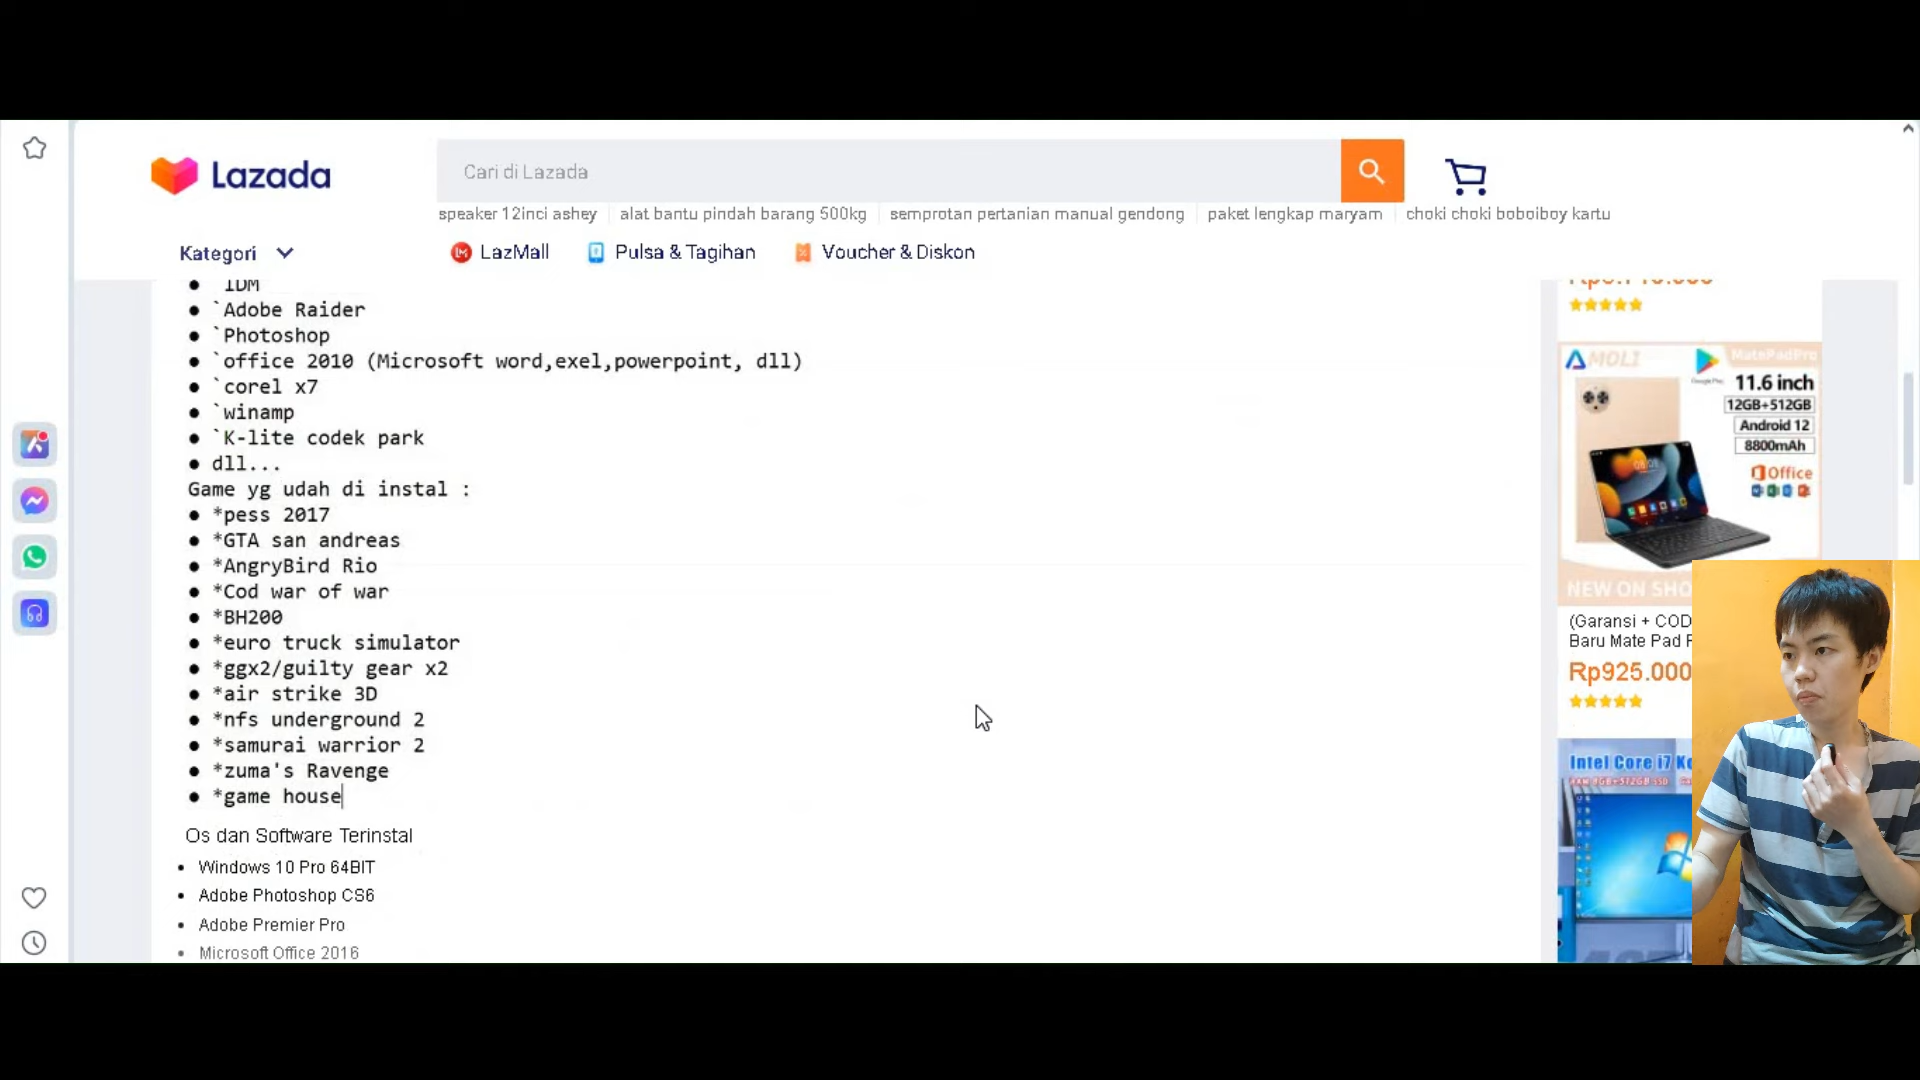 Lazada
Cari di Lazada
speaker 12inci ashey
alat bantu pindah barang 500kg
semprotan pertanian manual gendong
paket lengkap maryam
choki choki boboiboy kartu
Kategori
LazMall
Pulsa & Tagihan
Voucher & Diskon
● `IDM
● `Adobe Raider
● `Photoshop
● `office 2010 (Microsoft word,exel,powerpoint, dll)
● `corel x7
● `winamp
● `K-lite codek park
● dll...
Game yg udah di instal :
● *pess 2017
● *GTA san andreas
● *AngryBird Rio
● *Cod war of war
● *BH200
● *euro truck simulator
● *ggx2/guilty gear x2
● *air strike 3D
● *nfs underground 2
● *samurai warrior 2
● *zuma's Ravenge
● *game house
Os dan Software Terinstal
• Windows 10 Pro 64BIT
• Adobe Photoshop CS6
• Adobe Premier Pro
• Microsoft Office 2016
AMOLI
MatePadPro
11.6 inch
12GB+512GB
Android 12
8800mAh
Office
NEW ON SHO
(Garansi + COD
Baru Mate Pad
Rp925.000
Intel Core i7